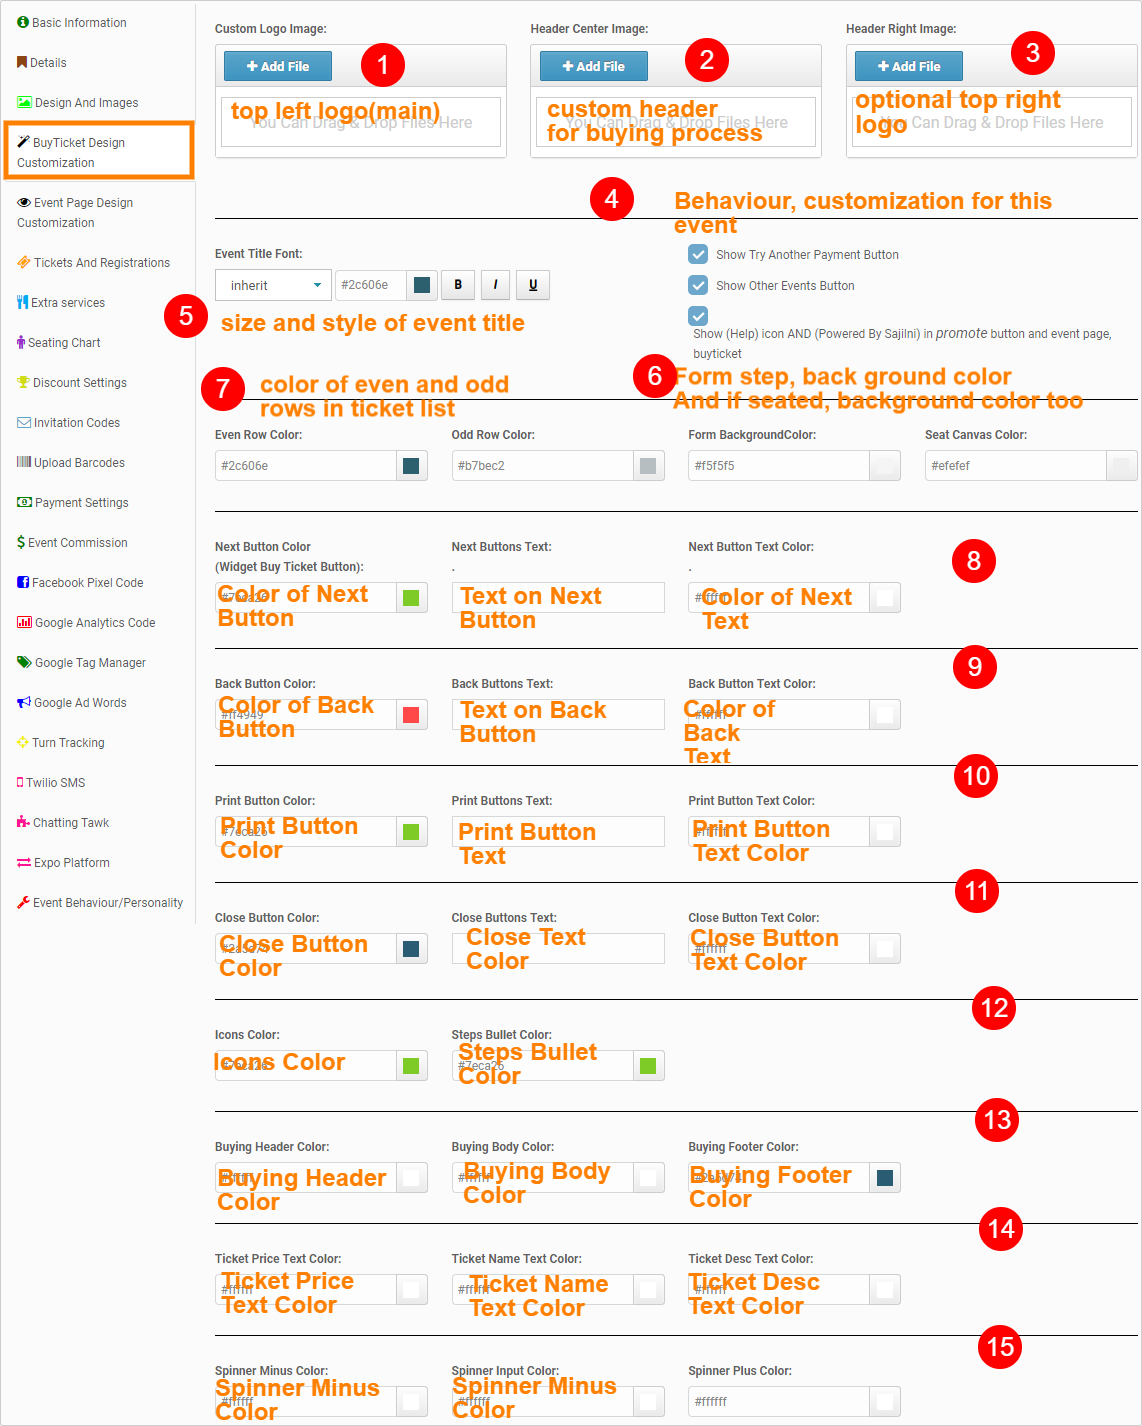 Basic Information
Details
Design And Images
BuyTicket Design
Customization
Event Page Design
Customization
Tickets And Registrations
Extra services
Seating Chart
Discount Settings
Invitation Codes
Upload Barcodes
Payment Settings
Event Commission
Facebook Pixel Code
Google Analytics Code
Google Tag Manager
Google Ad Words
Turn Tracking
Twilio SMS
Chatting Tawk
Expo Platform
Event Behaviour/Personality
Custom Logo Image: Header Center Image: Header Right Image:
Add File 1 Add File 2 Add File 3
top left logo(main)
You Can Drag & Drop Files Here
custom header
for buying process
You Can Drag & Drop Files Here
optional top right
logo
You Can Drag & Drop Files Here
4
Behaviour, customization for this
event
Event Title Font:
inherit #2c606e B I U
5 size and style of event title
Show Try Another Payment Button
Show Other Events Button
Show (Help) icon AND (Powered By Sajilni) in promote button and event page,
buyticket
7 color of even and odd
rows in ticket list
6 Form step, back ground color
And if seated, background color too
Even Row Color: Odd Row Color: Form BackgroundColor: Seat Canvas Color:
#2c606e #b7bec2 #f5f5f5 #efefef
Next Button Color Next Buttons Text: Next Button Text Color:
(Widget Buy Ticket Button): . .
8
Color of Next
Button
#7eca26
Text on Next
Button
Color of Next
Text
#ffffff
9
Back Button Color: Back Buttons Text: Back Button Text Color:
Color of Back
Button
#ff4949
Text on Back
Button
Color of
Back
Text
#ffffff
10
Print Button Color: Print Buttons Text: Print Button Text Color:
Print Button
Color
#7eca26
Print Button
Text
Print Button
Text Color
#ffffff
11
Close Button Color: Close Buttons Text: Close Button Text Color:
Close Button
Color
Close Text
Color
Close Button
Text Color
#ffffff
12
Icons Color: Steps Bullet Color:
Icons Color
#7eca26
Steps Bullet
Color
#7eca26
13
Buying Header Color: Buying Body Color: Buying Footer Color:
Buying Header
Color
#ffffff
Buying Body
Color
#ffffff
Buying Footer
Color
14
Ticket Price Text Color: Ticket Name Text Color: Ticket Desc Text Color:
Ticket Price
Text Color
#ffffff
Ticket Name
Text Color
#ffffff
Ticket Desc
Text Color
#ffffff
15
Spinner Minus Color: Spinner Input Color: Spinner Plus Color:
Spinner Minus
Color
#ffffff
Spinner Minus
Color
#ffffff
#ffffff